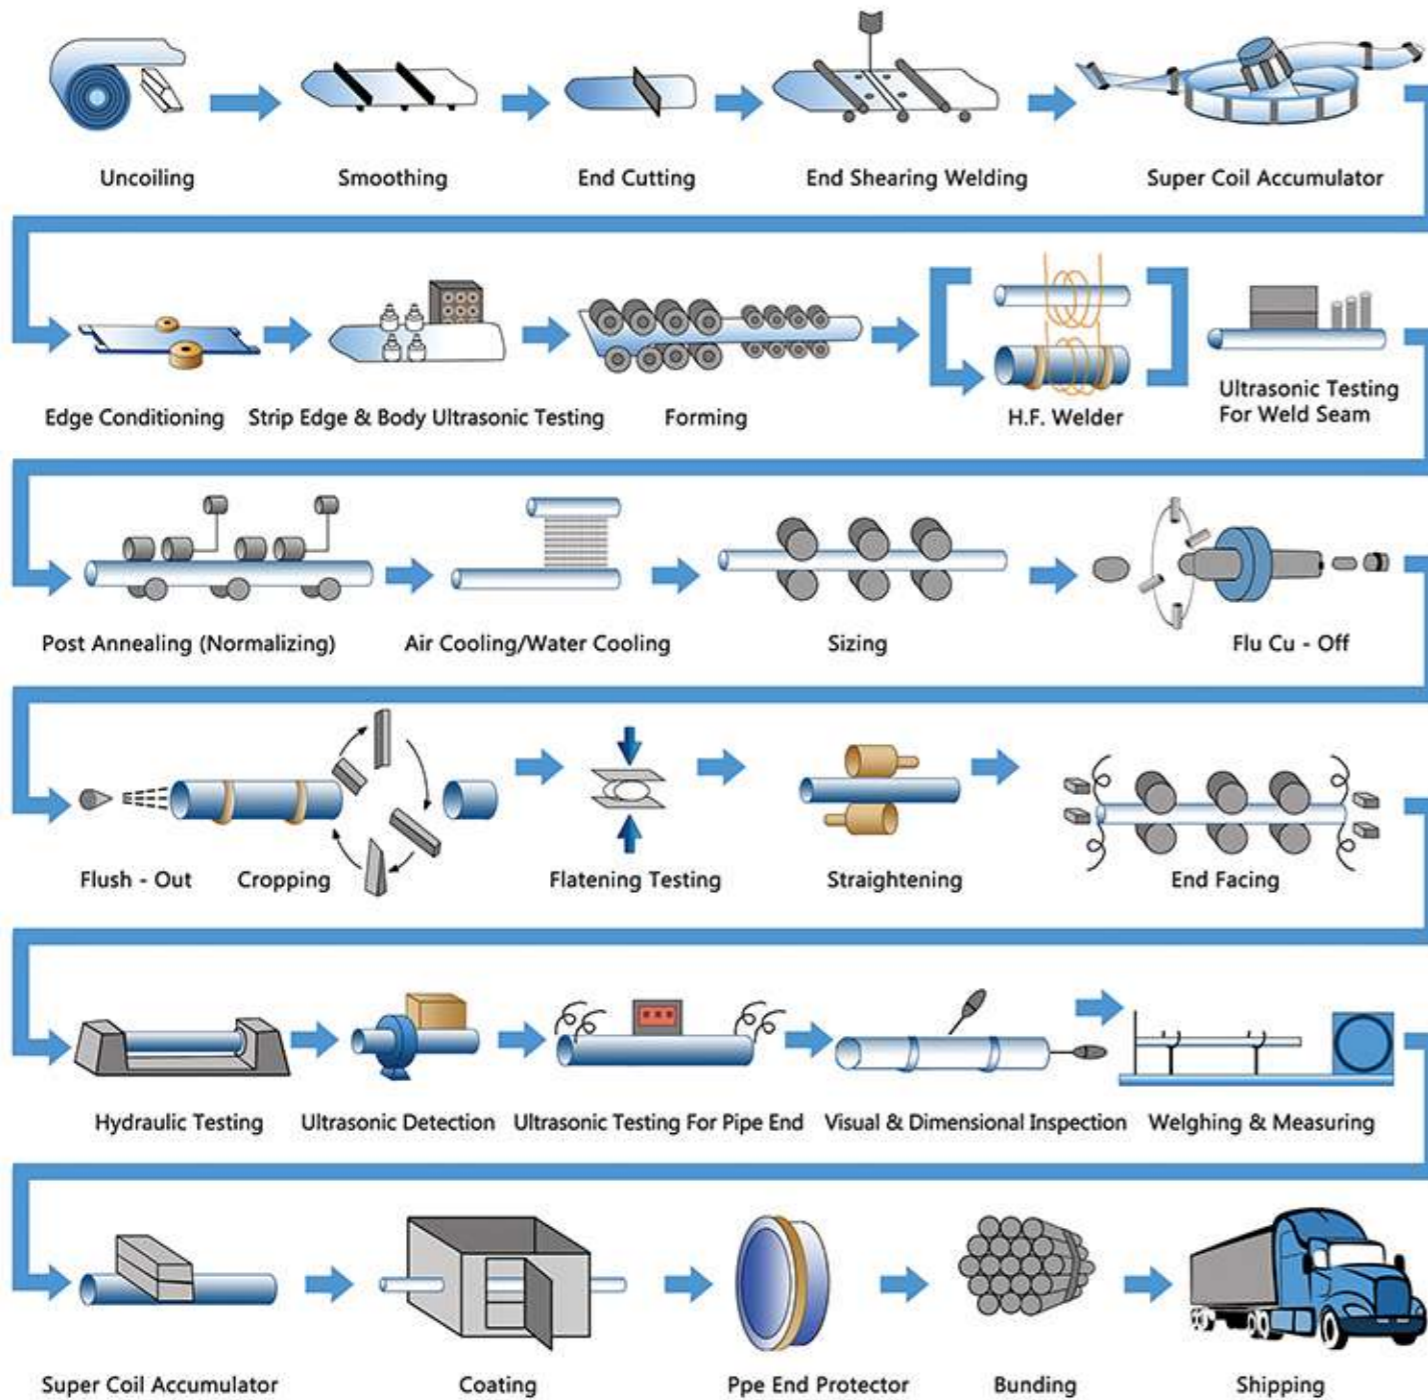 Uncoiling
Smoothing
End Cutting
End Shearing Welding
Super Coil Accumulator
Edge Conditioning
Strip Edge & Body Ultrasonic Testing
Forming
H.F. Welder
Ultrasonic Testing
For Weld Seam
Post Annealing (Normalizing)
Air Cooling/Water Cooling
Sizing
Flu Cu - Off
Flush - Out
Cropping
Flatening Testing
Straightening
End Facing
Hydraulic Testing
Ultrasonic Detection
Ultrasonic Testing For Pipe End
Visual & Dimensional Inspection
Welghing & Measuring
Super Coil Accumulator
Coating
Ppe End Protector
Bunding
Shipping